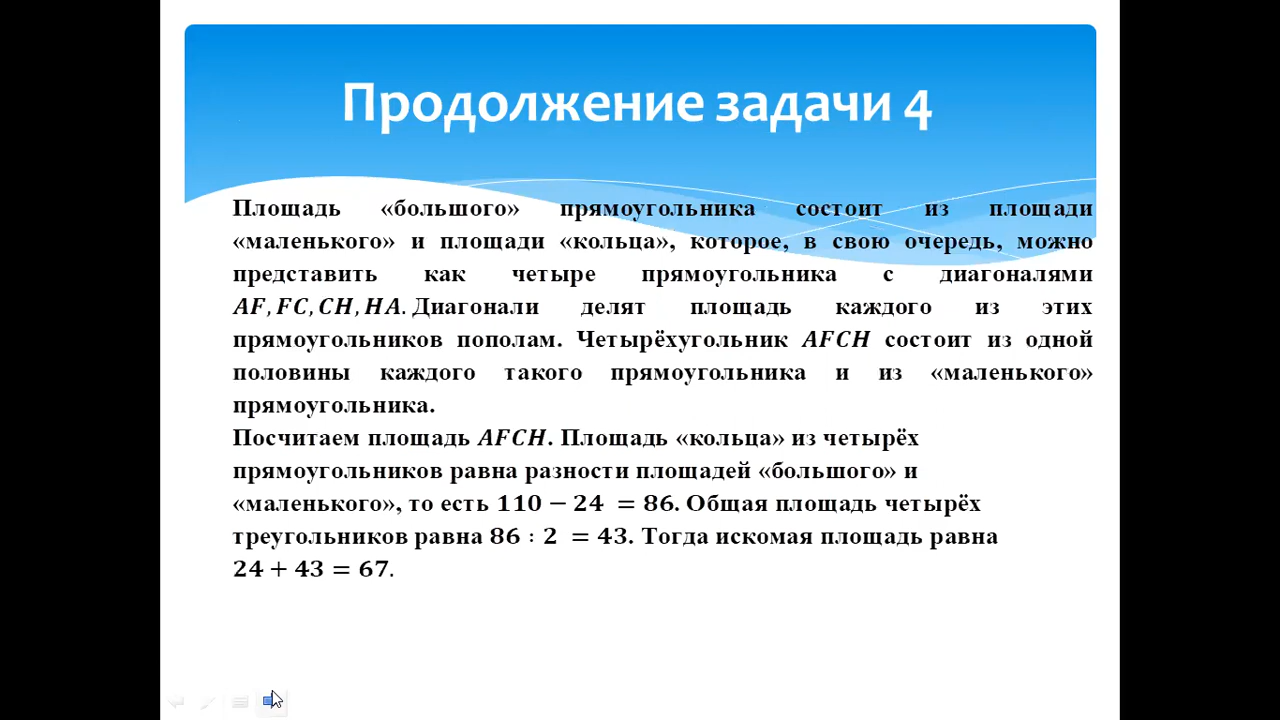 Продолжение задачи 4
Площадь «большого» прямоугольника состоит из площади
«маленького» и площади «кольца», которое, в свою очередь, можно
представить как четыре прямоугольника с диагоналями
AF, FC, CH, HA. Диагонали делят площадь каждого из этих
прямоугольников пополам. Четырёхугольник AFCH состоит из одной
половины каждого такого прямоугольника и из «маленького»
прямоугольника.
Посчитаем площадь AFCH. Площадь «кольца» из четырёх
прямоугольников равна разности площадей «большого» и
«маленького», то есть 110 − 24 = 86. Общая площадь четырёх
треугольников равна 86 : 2 = 43. Тогда искомая площадь равна
24 + 43 = 67.